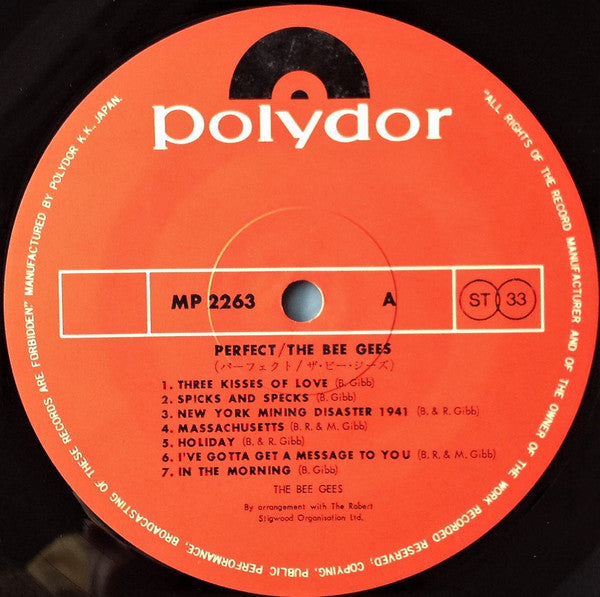 polydor
"ALL RIGHTS OF THE RECORD MANUFACTURER AND OF THE OWNER OF THE WORK RECORDED RESERVED; COPYING, PUBLIC PERFORMANCE, BROADCASTING OF THESE RECORDS ARE FORBIDDEN." MANUFACTURED BY POLYDOR K.K., JAPAN.
MP 2263 A ST 33
PERFECT/THE BEE GEES
(パーフェクト/ザ・ビー・ジーズ)
1. THREE KISSES OF LOVE (B. Gibb)
2. SPICKS AND SPECKS (B. Gibb)
3. NEW YORK MINING DISASTER 1941 (B. & R. Gibb)
4. MASSACHUSETTS (B. R. & M. Gibb)
5. HOLIDAY (B. & R. Gibb)
6. I'VE GOTTA GET A MESSAGE TO YOU (B. R. & M. Gibb)
7. IN THE MORNING (B. Gibb)
THE BEE GEES
By arrangement with The Robert
Stigwood Organisation Ltd.